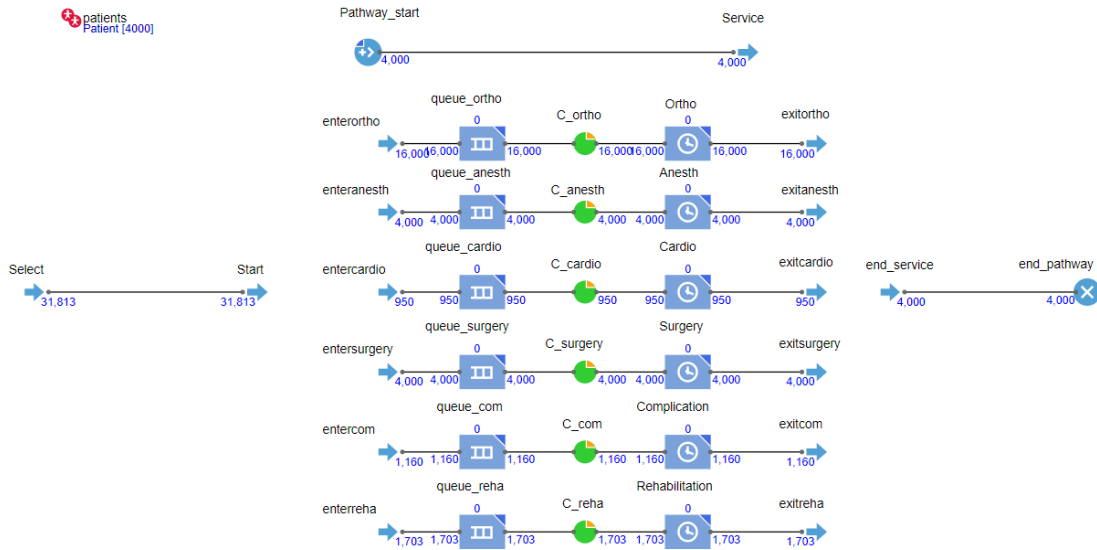 patients
Patient [4000]
Pathway_start
Service
4,000 4,000
queue_ortho
C_ortho
Ortho
enterortho 0 0 exitortho
16,000 16,000 16,000 16,000 16,000 16,000 16,000
queue_anesth
C_anesth
Anesth
enteranesth 0 0 exitanesth
4,000 4,000 4,000 4,000 4,000 4,000 4,000
queue_cardio
C_cardio
Cardio
Select
Start
entercardio 0 0 exitcardio
end_service
end_pathway
31,813 31,813
950 950 950 950 950 950 950
4,000 4,000
queue_surgery
C_surgery
Surgery
entersurgery 0 0 exitsurgery
4,000 4,000 4,000 4,000 4,000 4,000 4,000
queue_com
C_com
Complication
entercom 0 0 exitcom
1,160 1,160 1,160 1,160 1,160 1,160 1,160
queue_reha
C_reha
Rehabilitation
enterreha 0 0 exitreha
1,703 1,703 1,703 1,703 1,703 1,703 1,703